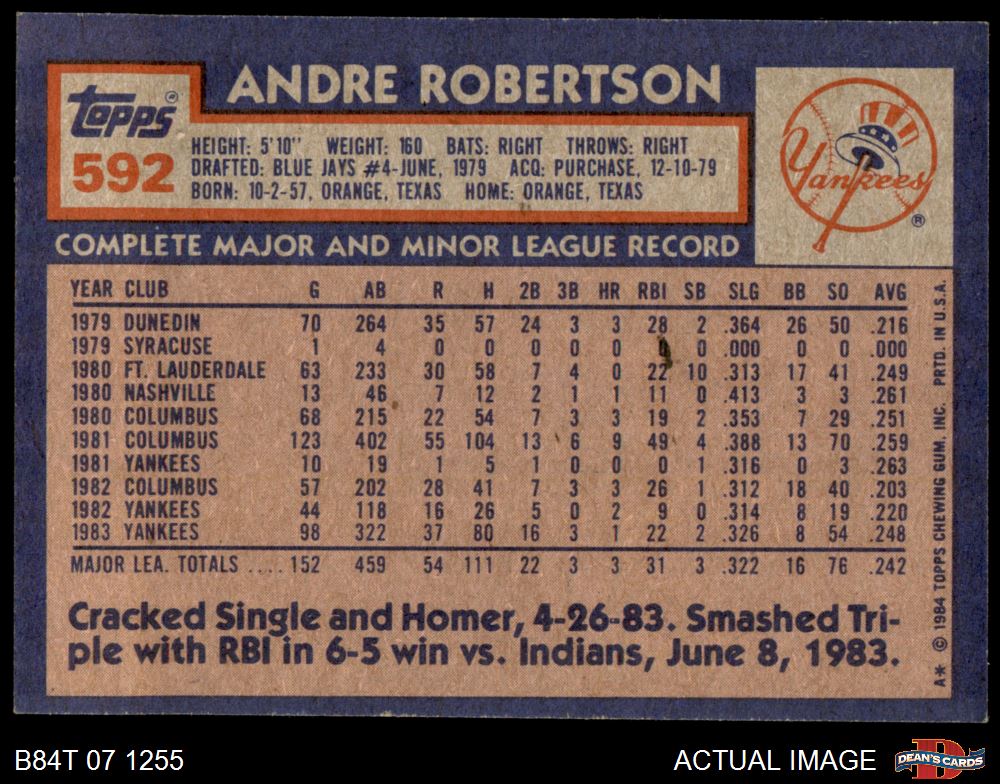 ANDRE ROBERTSON
Topps®
592
HEIGHT: 5'10" WEIGHT: 160 BATS: RIGHT THROWS: RIGHT
DRAFTED: BLUE JAYS #4-JUNE, 1979 ACQ: PURCHASE, 12-10-79
BORN: 10-2-57, ORANGE, TEXAS HOME: ORANGE, TEXAS
Yankees
®
COMPLETE MAJOR AND MINOR LEAGUE RECORD
YEAR CLUB G AB R H 2B 3B HR RBI SB SLG BB SO AVG
1979 DUNEDIN 70 264 35 57 24 3 3 28 2 .364 26 50 .216
1979 SYRACUSE 1 4 0 0 0 0 0 0 0 .000 0 0 .000
1980 FT. LAUDERDALE 63 233 30 58 7 4 0 22 10 .313 17 41 .249
1980 NASHVILLE 13 46 7 12 2 1 1 11 0 .413 3 3 .261
1980 COLUMBUS 68 215 22 54 7 3 3 19 2 .353 7 29 .251
1981 COLUMBUS 123 402 55 104 13 6 9 49 4 .388 13 70 .259
1981 YANKEES 10 19 1 5 1 0 0 0 1 .316 0 3 .263
1982 COLUMBUS 57 202 28 41 7 3 3 26 1 .312 18 40 .203
1982 YANKEES 44 118 16 26 5 0 2 9 0 .314 8 19 .220
1983 YANKEES 98 322 37 80 16 3 1 22 2 .326 8 54 .248
MAJOR LEA. TOTALS .... 152 459 54 111 22 3 3 31 3 .322 16 76 .242
Cracked Single and Homer, 4-26-83. Smashed Tri-
ple with RBI in 6-5 win vs. Indians, June 8, 1983.
A* © 1984 TOPPS CHEWING GUM, INC. PRTD. IN U.S.A.
B84T 07 1255
ACTUAL IMAGE
DEAN'S CARDS